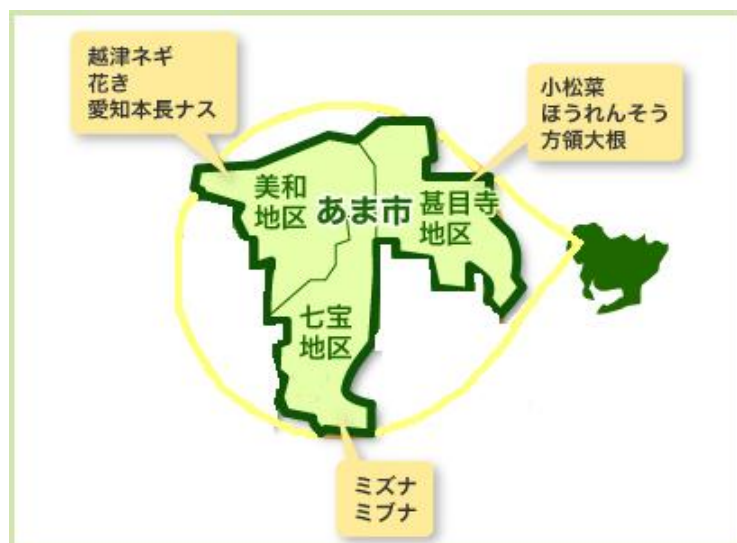 越津ネギ
花き
愛知本長ナス
小松菜
ほうれんそう
方領大根
美和
地区
あま市
甚目寺
地区
七宝
地区
ミズナ
ミブナ